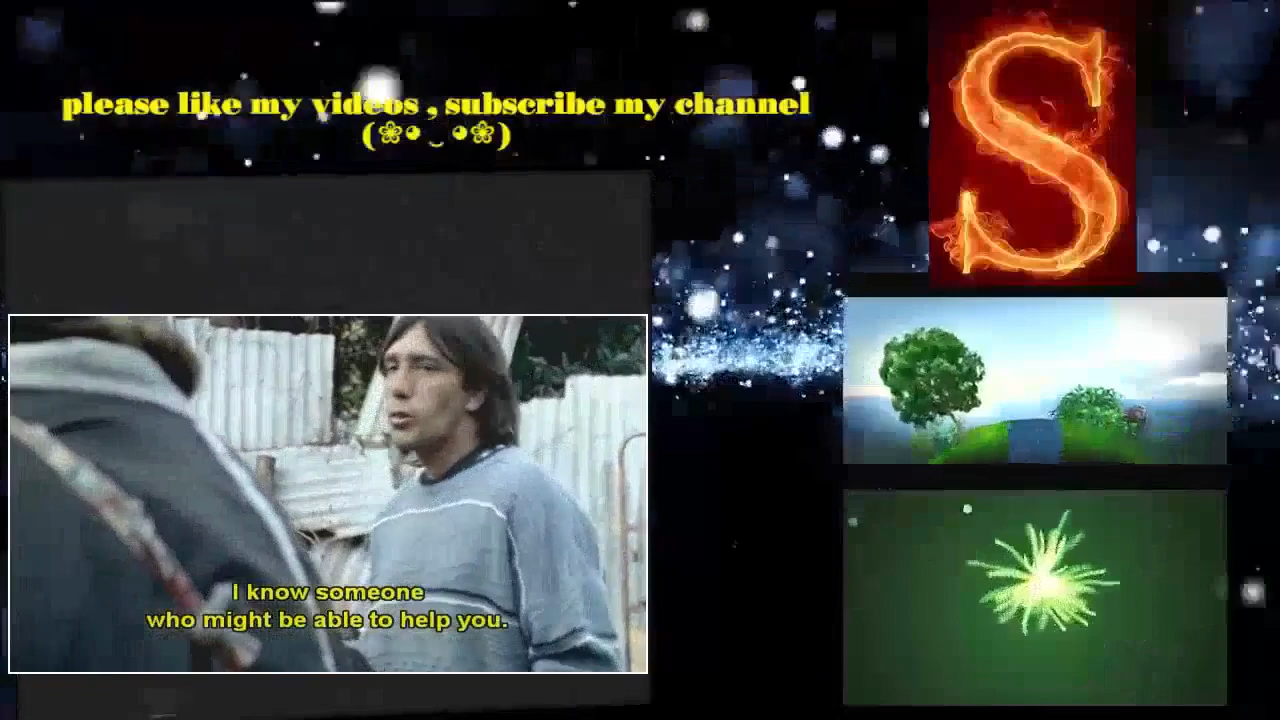 please like my videos , subscribe my channel
(❀◕ ‿ ◕❀)
S
I know someone
who might be able to help you.